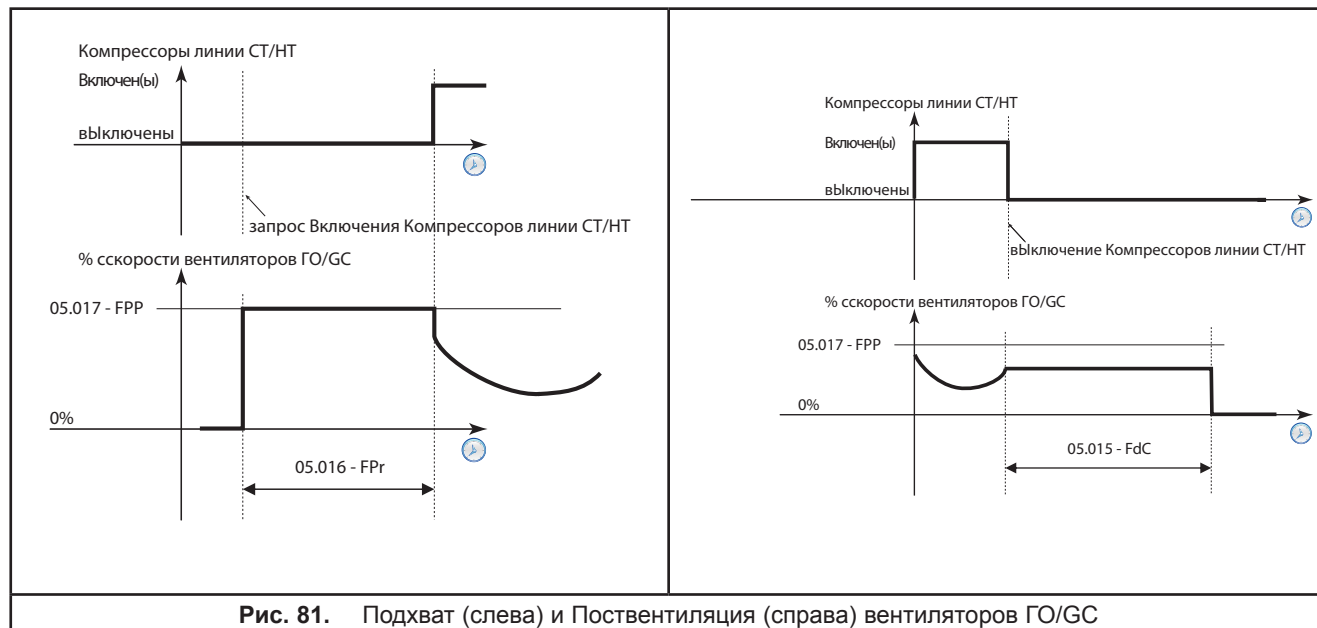 Компрессоры линии СТ/НТ
Включен(ы)
вЫключены
запрос Включения Компрессоров линии СТ/НТ
% сскорости вентиляторов ГО/GC
05.017 - FPP
0%
05.016 - FPr
Компрессоры линии СТ/НТ
Включен(ы)
вЫключены
вЫключение Компрессоров линии СТ/НТ
% сскорости вентиляторов ГО/GC
05.017 - FPP
0%
05.015 - FdC
Рис. 81. Подхват (слева) и Поствентиляция (справа) вентиляторов ГО/GC